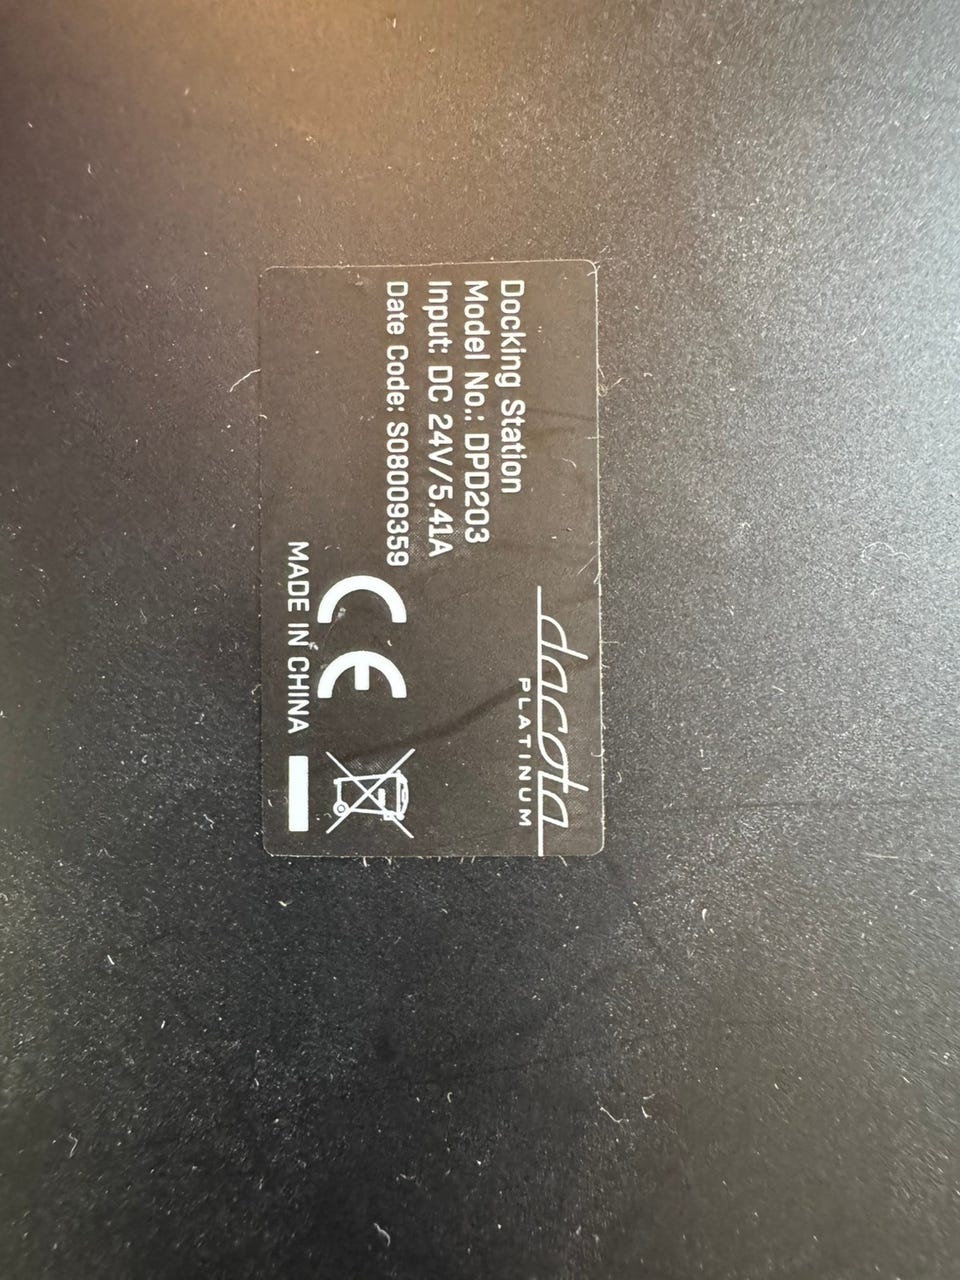 dacota
PLATINUM
Docking Station
Model No.: DPD203
Input: DC 24V/5.41A
Date Code: S08009359
CE
MADE IN CHINA